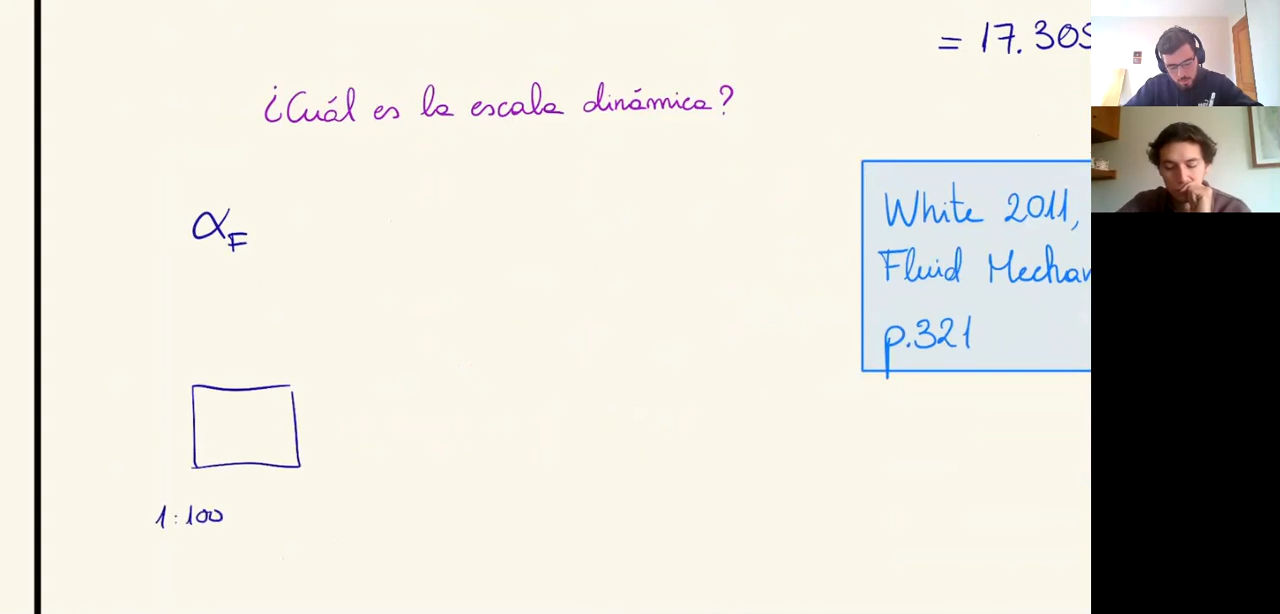 = 17.305
¿Cuál es la escala dinámica?
α_F
White 2011,
Fluid Mechan
p.321
1:100